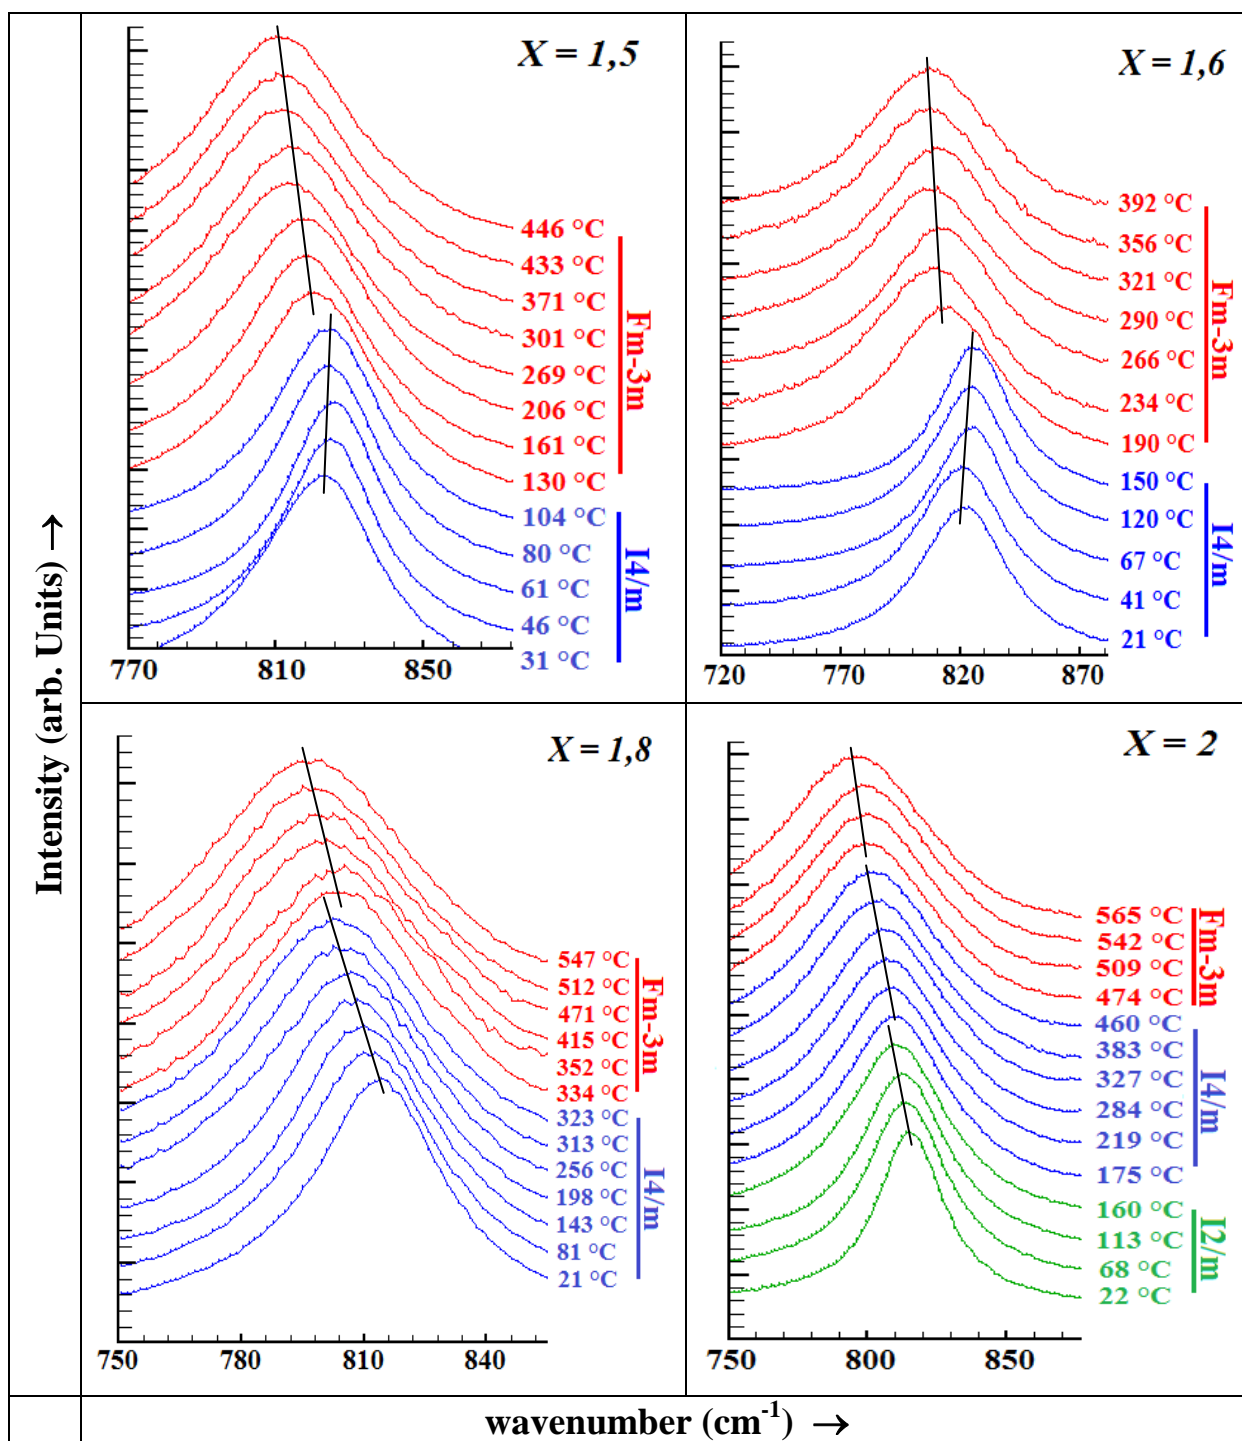 Intensity (arb. Units) →
X = 1,5
446 °C
433 °C
371 °C
301 °C
269 °C
206 °C
161 °C
130 °C
104 °C
80 °C
61 °C
46 °C
31 °C
Fm-3m
I4/m
770 810 850
X = 1,6
392 °C
356 °C
321 °C
290 °C
266 °C
234 °C
190 °C
150 °C
120 °C
67 °C
41 °C
21 °C
Fm-3m
I4/m
720 770 820 870
X = 1,8
547 °C
512 °C
471 °C
415 °C
352 °C
334 °C
323 °C
313 °C
256 °C
198 °C
143 °C
81 °C
21 °C
Fm-3m
I4/m
750 780 810 840
X = 2
565 °C
542 °C
509 °C
474 °C
460 °C
383 °C
327 °C
284 °C
219 °C
175 °C
160 °C
113 °C
68 °C
22 °C
Fm-3m
I4/m
I2/m
750 800 850
wavenumber (cm⁻¹) →